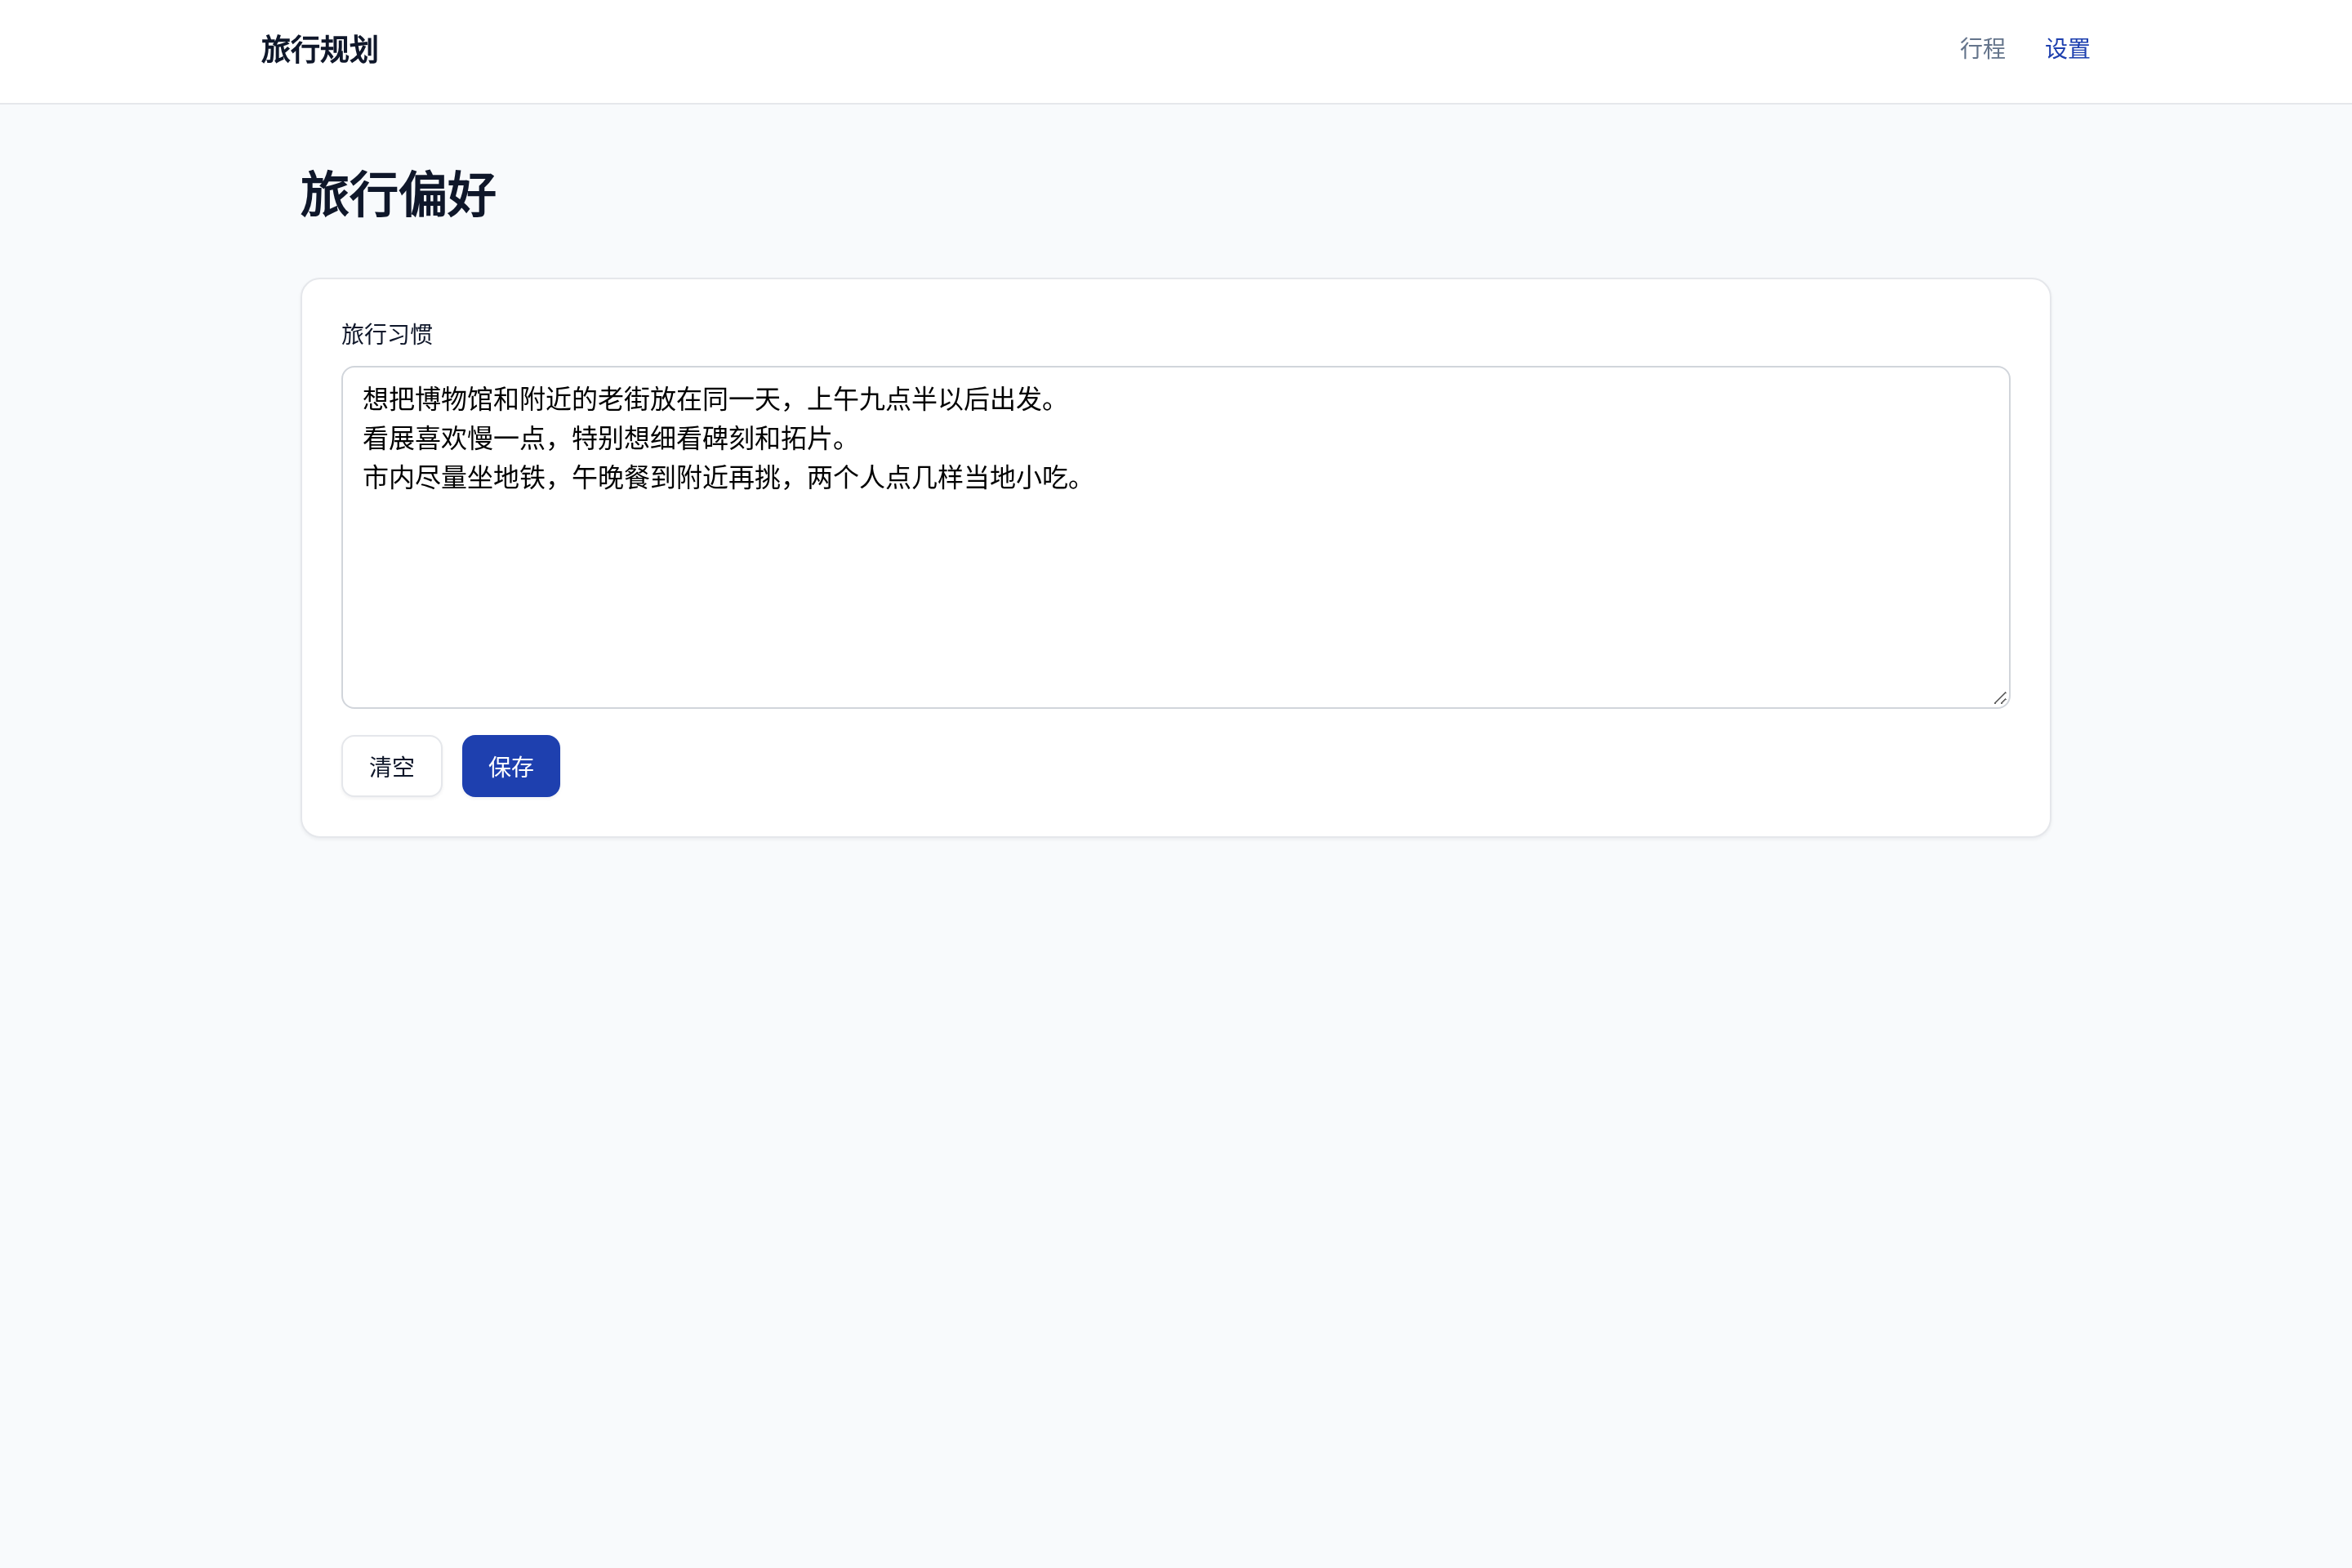 旅行规划
行程
设置
旅行偏好
旅行习惯
想把博物馆和附近的老街放在同一天，上午九点半以后出发。
看展喜欢慢一点，特别想细看碑刻和拓片。
市内尽量坐地铁，午晚餐到附近再挑，两个人点几样当地小吃。
清空
保存